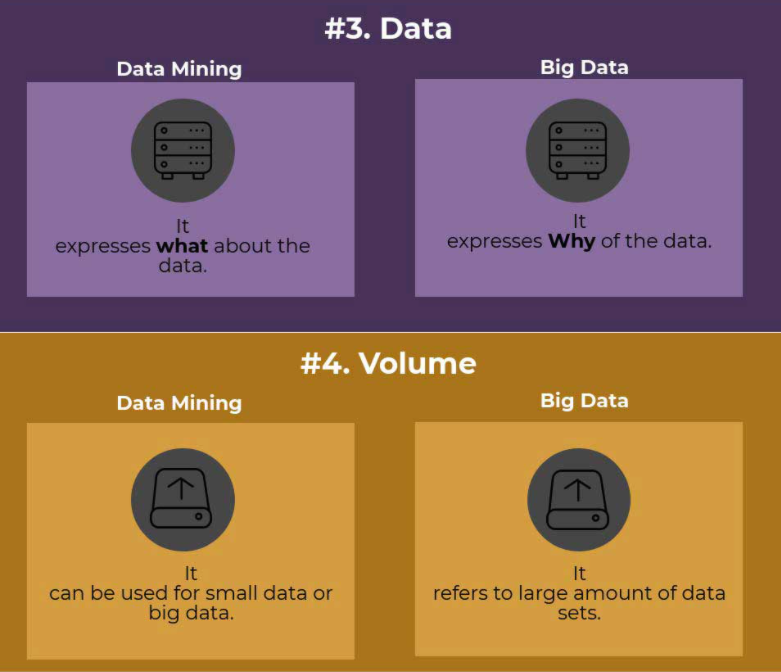 #3. Data
Data Mining
Big Data
It
expresses what about the
data.
It
expresses Why of the data.
#4. Volume
Data Mining
Big Data
It
can be used for small data or
big data.
It
refers to large amount of data
sets.